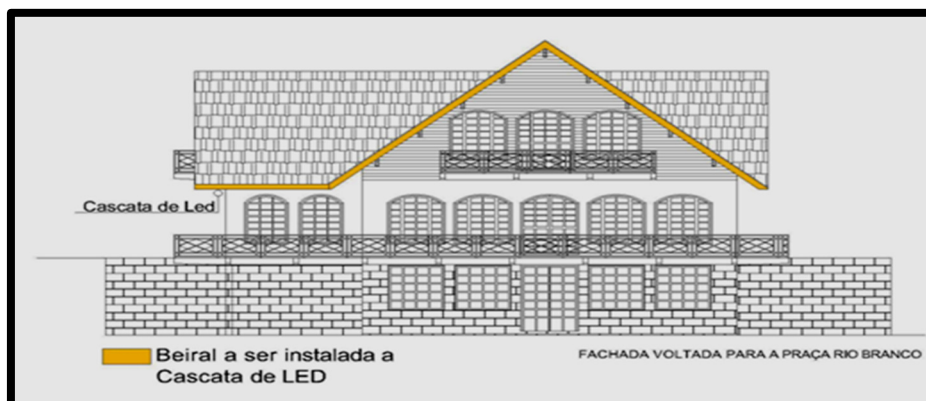 Cascata de Led
Beiral a ser instalada a
Cascata de LED
FACHADA VOLTADA PARA A PRAÇA RIO BRANCO